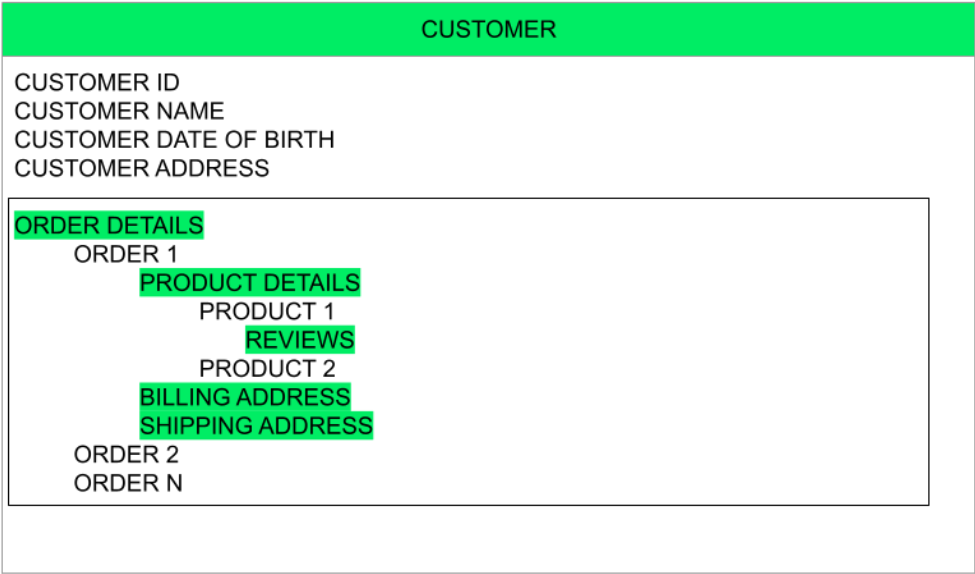 CUSTOMER
CUSTOMER ID
CUSTOMER NAME
CUSTOMER DATE OF BIRTH
CUSTOMER ADDRESS
ORDER DETAILS
ORDER 1
PRODUCT DETAILS
PRODUCT 1
REVIEWS
PRODUCT 2
BILLING ADDRESS
SHIPPING ADDRESS
ORDER 2
ORDER N